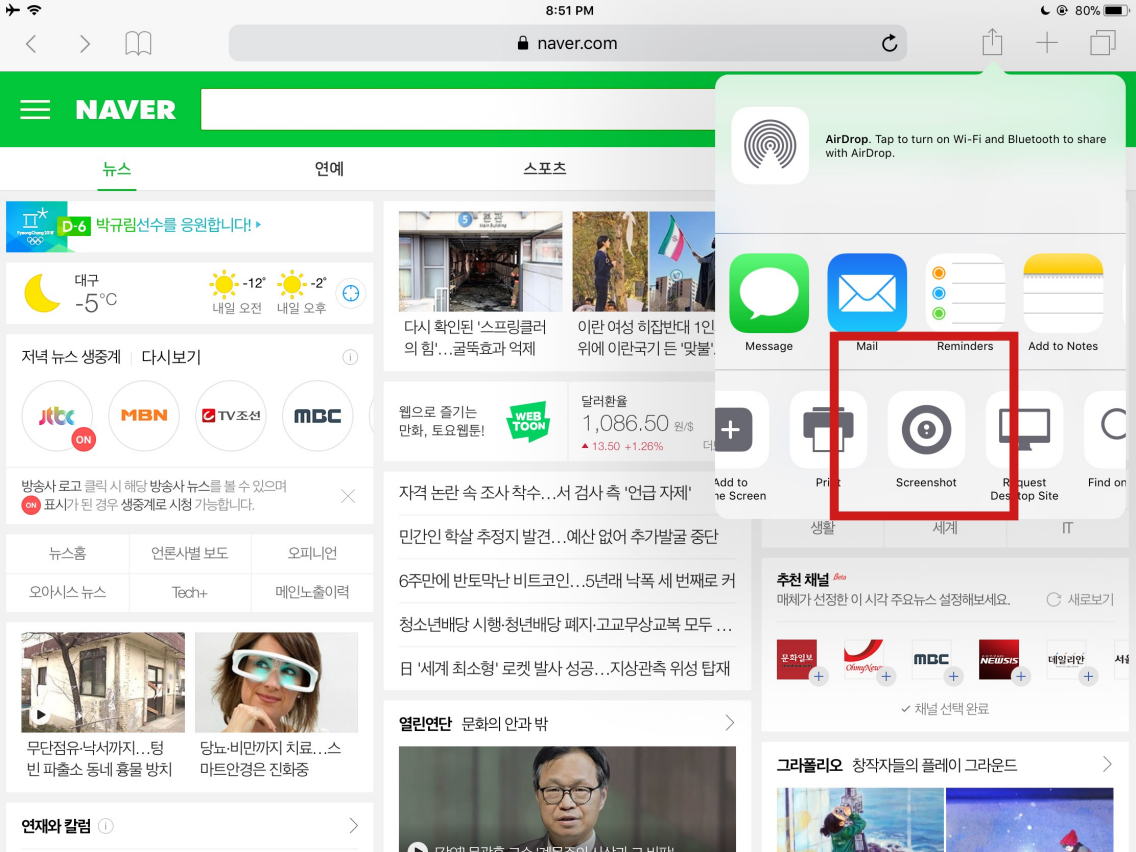 8:51 PM
80%
naver.com
NAVER
뉴스
연예
스포츠
D-6 박규림선수를 응원합니다!
대구
-5°C
-12°
내일 오전
-2°
내일 오후
저녁 뉴스 생중계 | 다시보기
jtbc
ON
MBN
TV조선
MBC
방송사 로고 클릭 시 해당 방송사 뉴스를 볼 수 있으며
ON 표시가 된 경우 생중계로 시청 가능합니다.
뉴스홈
언론사별 보도
오피니언
오아시스 뉴스
Tech+
메인노출이력
무단점유·낙서까지…텅
빈 파출소 동네 흉물 방치
당뇨·비만까지 치료…스
마트안경은 진화중
연재와 칼럼
5 본관
Main Building
다시 확인된 '스프링클러
의 힘'…굴뚝효과 억제
이란 여성 히잡반대 1인
위에 이란국기 든 '맞불'
웹으로 즐기는
만화, 토요웹툰!
WEB
TOON
달러환율
1,086.50 원/$
13.50 +1.26%
자격 논란 속 조사 착수…서 검사 측 '언급 자제'
민간인 학살 추정지 발견…예산 없어 추가발굴 중단
6주만에 반토막난 비트코인…5년래 낙폭 세 번째로 커
청소년배당 시행·청년배당 폐지·고교무상교복 모두 …
日 '세계 최소형' 로켓 발사 성공…지상관측 위성 탑재
열린연단 문화의 안과 밖
AirDrop. Tap to turn on Wi-Fi and Bluetooth to share
with AirDrop.
Message
Mail
Reminders
Add to Notes
Add to
Screen
Print
Screenshot
Request
Desktop Site
Find on
생활
세계
IT
추천 채널 Beta
매체가 선정한 이 시각 주요뉴스 설정해보세요.
새로보기
문화일보
OhmyNews
MBC
NEWSIS
데일리안
채널 선택 완료
그라폴리오 창작자들의 플레이 그라운드